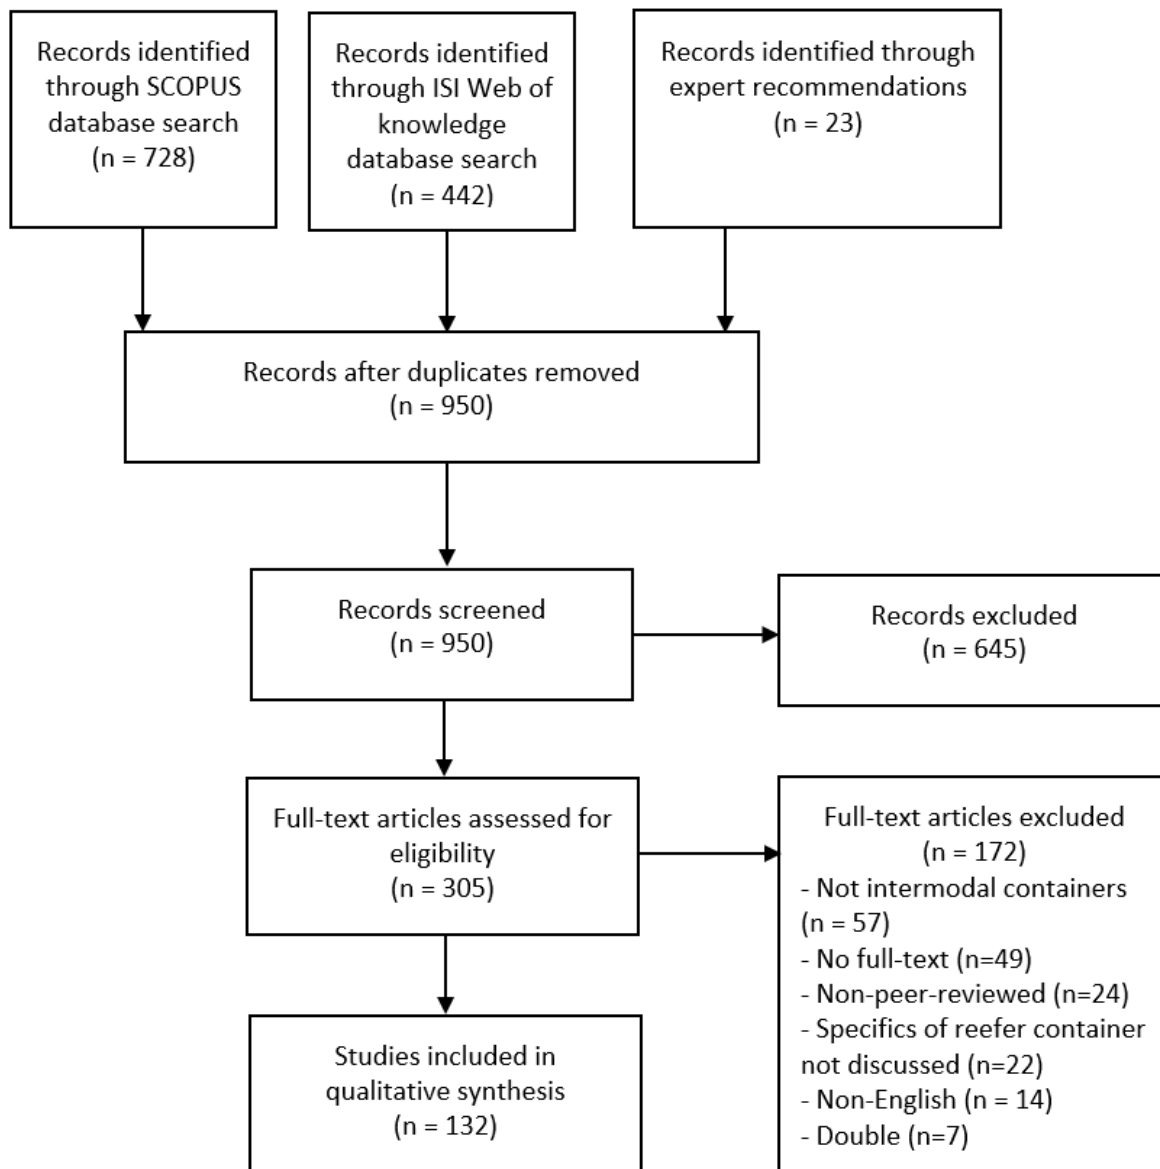 Records identified
through SCOPUS
database search
(n = 728)
Records identified
through ISI Web of
knowledge
database search
(n = 442)
Records identified through
expert recommendations
(n = 23)
Records after duplicates removed
(n = 950)
Records screened
(n = 950)
Records excluded
(n = 645)
Full-text articles assessed for
eligibility
(n = 305)
Full-text articles excluded
(n = 172)
- Not intermodal containers
(n = 57)
- No full-text (n=49)
- Non-peer-reviewed (n=24)
- Specifics of reefer container
not discussed (n=22)
- Non-English (n = 14)
- Double (n=7)
Studies included in
qualitative synthesis
(n = 132)